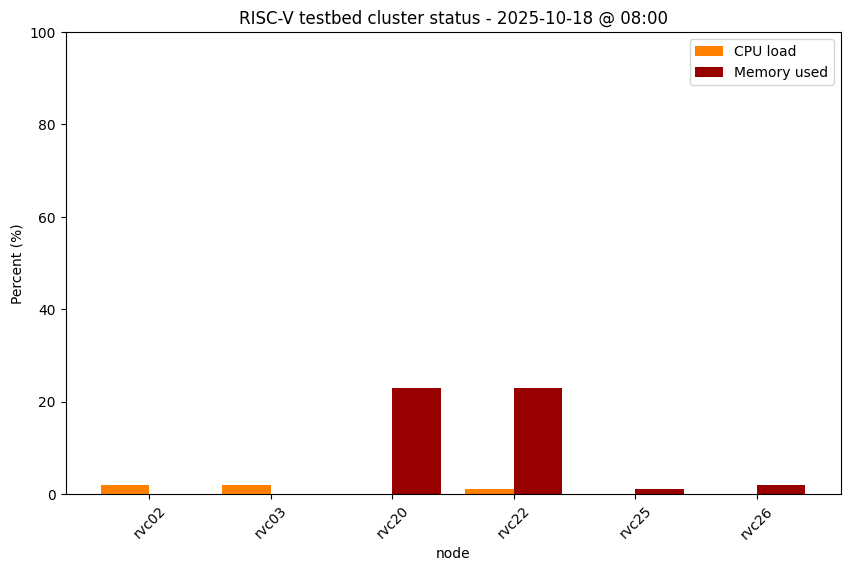 RISC-V testbed cluster status - 2025-10-18 @ 08:00
CPU load
Memory used
Percent (%)
100
80
60
40
20
0
rvc02
rvc03
rvc20
rvc22
rvc25
rvc26
node